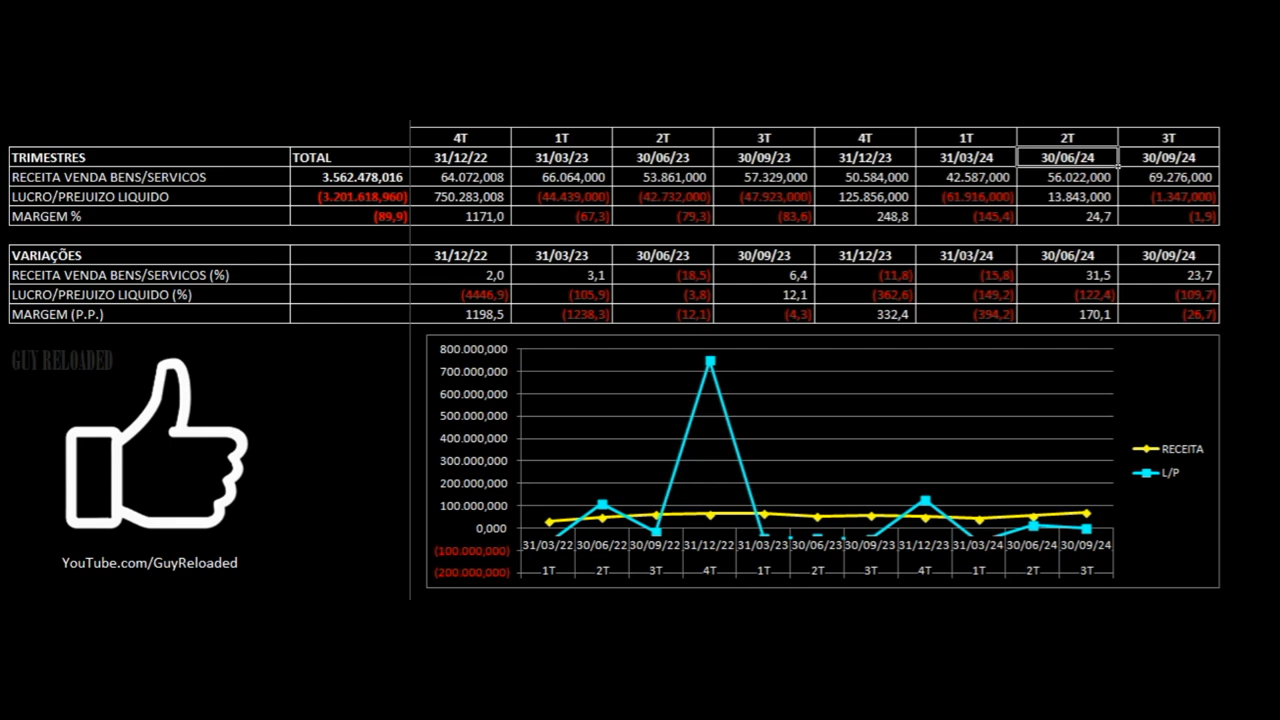 4T 1T 2T 3T 4T 1T 2T 3T
TRIMESTRES TOTAL 31/12/22 31/03/23 30/06/23 30/09/23 31/12/23 31/03/24 30/06/24 30/09/24
RECEITA VENDA BENS/SERVICOS 3.562.478,016 64.072,008 66.064,000 53.861,000 57.329,000 50.584,000 42.587,000 56.022,000 69.276,000
LUCRO/PREJUIZO LIQUIDO (3.201.618,960) 750.283,008 (44.439,000) (42.732,000) (47.923,000) 125.856,000 (61.916,000) 13.843,000 (1.347,000)
MARGEM % (89,9) 1171,0 (67,3) (79,3) (83,6) 248,8 (145,4) 24,7 (1,9)
VARIAÇÕES 31/12/22 31/03/23 30/06/23 30/09/23 31/12/23 31/03/24 30/06/24 30/09/24
RECEITA VENDA BENS/SERVICOS (%) 2,0 3,1 (18,5) 6,4 (11,8) (15,8) 31,5 23,7
LUCRO/PREJUIZO LIQUIDO (%) (4446,9) (105,9) (3,8) 12,1 (362,6) (149,2) (122,4) (109,7)
MARGEM (P.P.) 1198,5 (1238,3) (12,1) (4,3) 332,4 (394,2) 170,1 (26,7)
GUY RELOADED
YouTube.com/GuyReloaded
800.000,000
700.000,000
600.000,000
500.000,000
400.000,000
300.000,000
200.000,000
100.000,000
0,000
(100.000,000)
(200.000,000)
31/03/22 30/06/22 30/09/22 31/12/22 31/03/23 30/06/23 30/09/23 31/12/23 31/03/24 30/06/24 30/09/24
1T 2T 3T 4T 1T 2T 3T 4T 1T 2T 3T
RECEITA
L/P